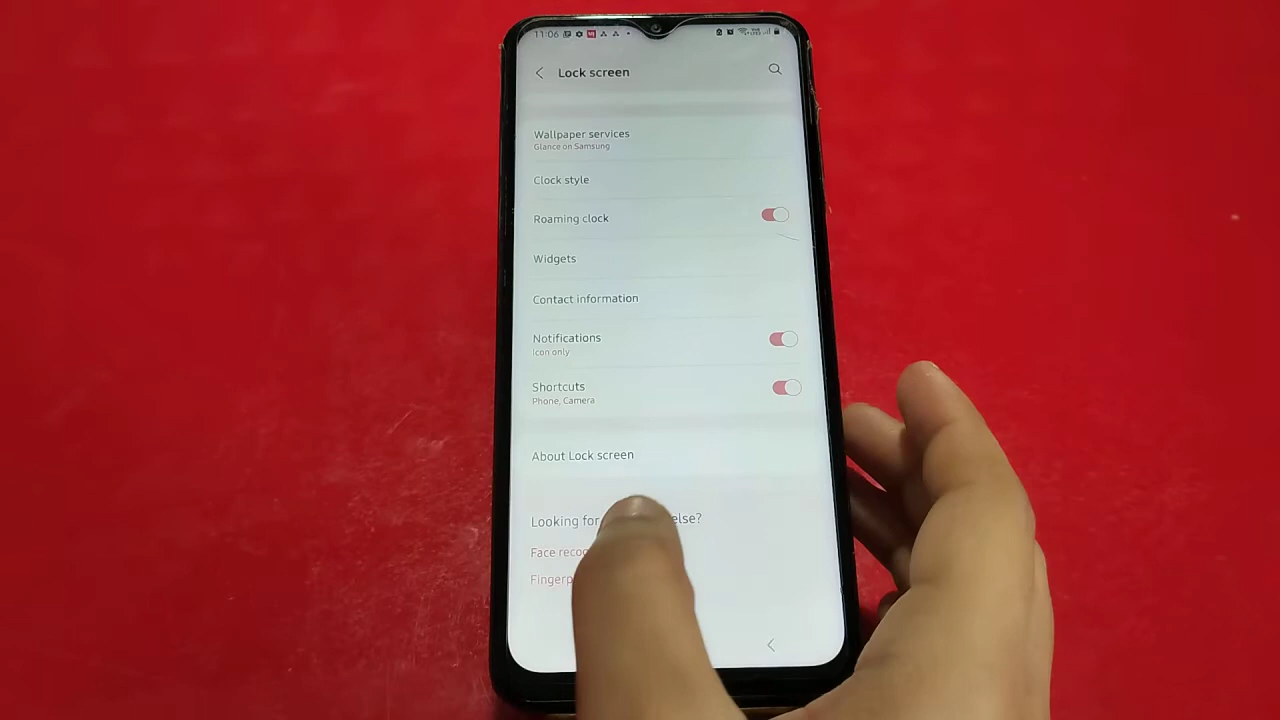 11:06
Lock screen
Wallpaper services
Glance on Samsung
Clock style
Roaming clock
Widgets
Contact information
Notifications
Icon only
Shortcuts
Phone, Camera
About Lock screen
Looking for else?
Face